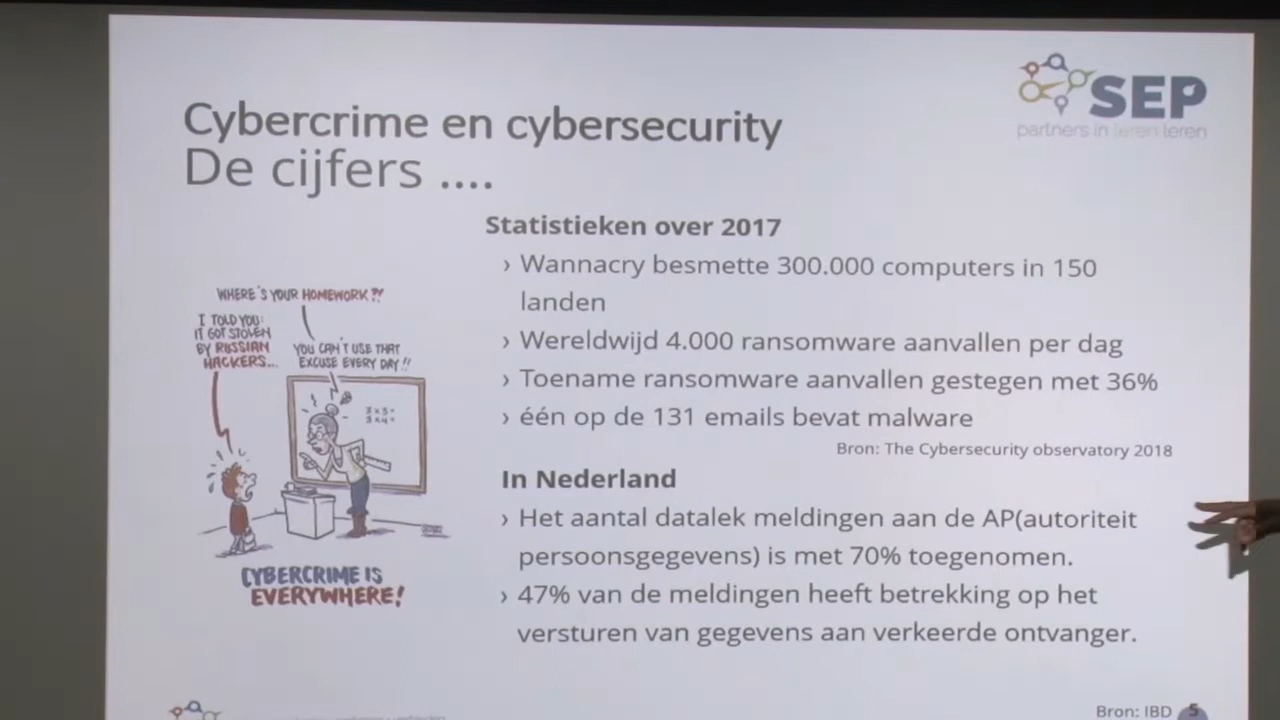 SEP
partners in leren leren
Cybercrime en cybersecurity
De cijfers ....
Statistieken over 2017
› Wannacry besmette 300.000 computers in 150
landen
› Wereldwijd 4.000 ransomware aanvallen per dag
› Toename ransomware aanvallen gestegen met 36%
› één op de 131 emails bevat malware
Bron: The Cybersecurity observatory 2018
In Nederland
› Het aantal datalek meldingen aan de AP(autoriteit
persoonsgegevens) is met 70% toegenomen.
› 47% van de meldingen heeft betrekking op het
versturen van gegevens aan verkeerde ontvanger.
WHERE'S YOUR HOMEWORK?!
I TOLD YOU:
IT GOT STOLEN
BY RUSSIAN
HACKERS...
YOU CAN'T USE THAT
EXCUSE EVERY DAY!!
3x3=
3x4=
CYBERCRIME IS
EVERYWHERE!
Bron: IBD
5